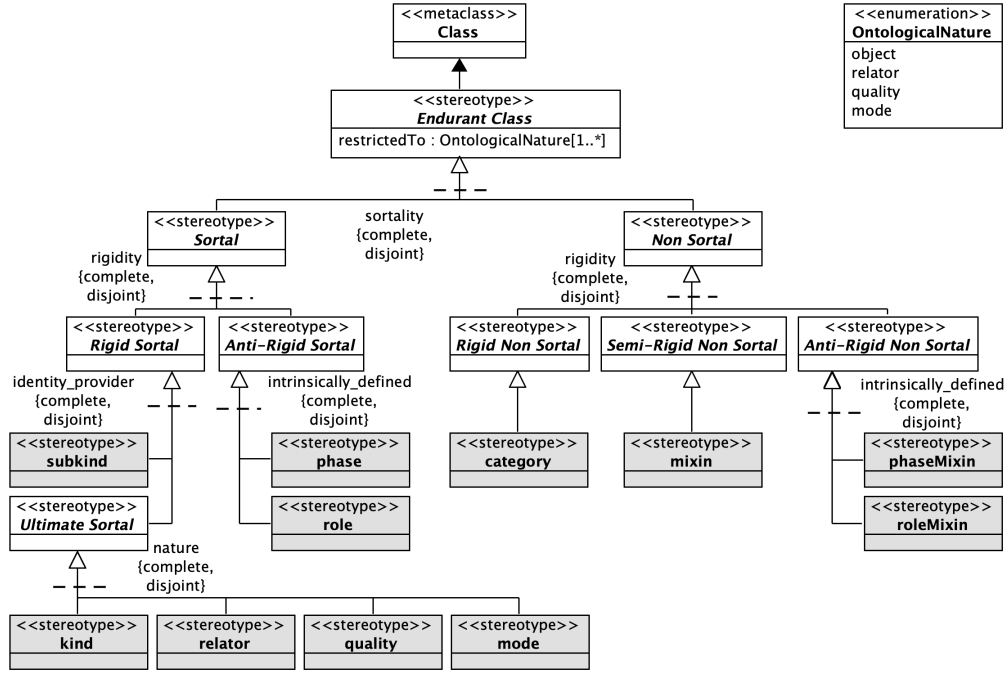 <<metaclass>>
Class
<<enumeration>>
OntologicalNature
object
relator
quality
mode
<<stereotype>>
Endurant Class
restrictedTo : OntologicalNature[1..*]
sortality
{complete,
disjoint}
<<stereotype>>
Sortal
<<stereotype>>
Non Sortal
rigidity
{complete,
disjoint}
rigidity
{complete,
disjoint}
<<stereotype>>
Rigid Sortal
<<stereotype>>
Anti-Rigid Sortal
<<stereotype>>
Rigid Non Sortal
<<stereotype>>
Semi-Rigid Non Sortal
<<stereotype>>
Anti-Rigid Non Sortal
identity_provider
{complete,
disjoint}
intrinsically_defined
{complete,
disjoint}
intrinsically_defined
{complete,
disjoint}
<<stereotype>>
subkind
<<stereotype>>
phase
<<stereotype>>
category
<<stereotype>>
mixin
<<stereotype>>
phaseMixin
<<stereotype>>
Ultimate Sortal
<<stereotype>>
role
<<stereotype>>
roleMixin
nature
{complete,
disjoint}
<<stereotype>>
kind
<<stereotype>>
relator
<<stereotype>>
quality
<<stereotype>>
mode